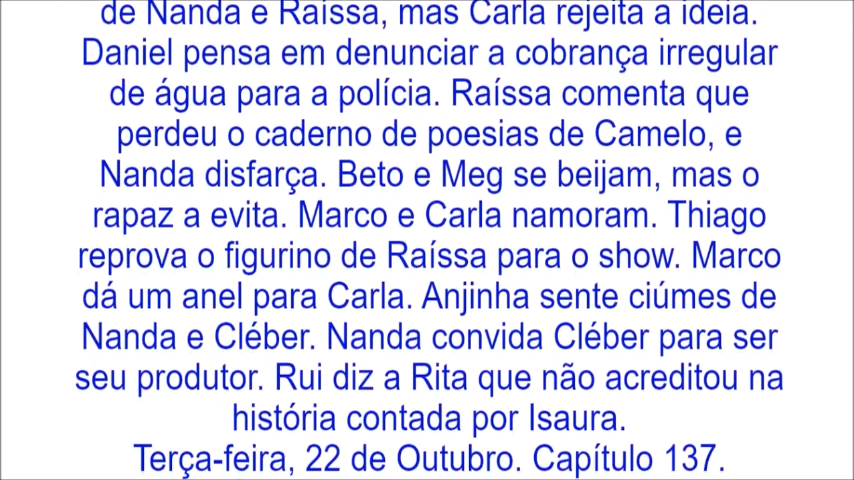 de Nanda e Raíssa, mas Carla rejeita a ideia.
Daniel pensa em denunciar a cobrança irregular
de água para a polícia. Raíssa comenta que
perdeu o caderno de poesias de Camelo, e
Nanda disfarça. Beto e Meg se beijam, mas o
rapaz a evita. Marco e Carla namoram. Thiago
reprova o figurino de Raíssa para o show. Marco
dá um anel para Carla. Anjinha sente ciúmes de
Nanda e Cléber. Nanda convida Cléber para ser
seu produtor. Rui diz a Rita que não acreditou na
história contada por Isaura.
Terça-feira, 22 de Outubro. Capítulo 137.